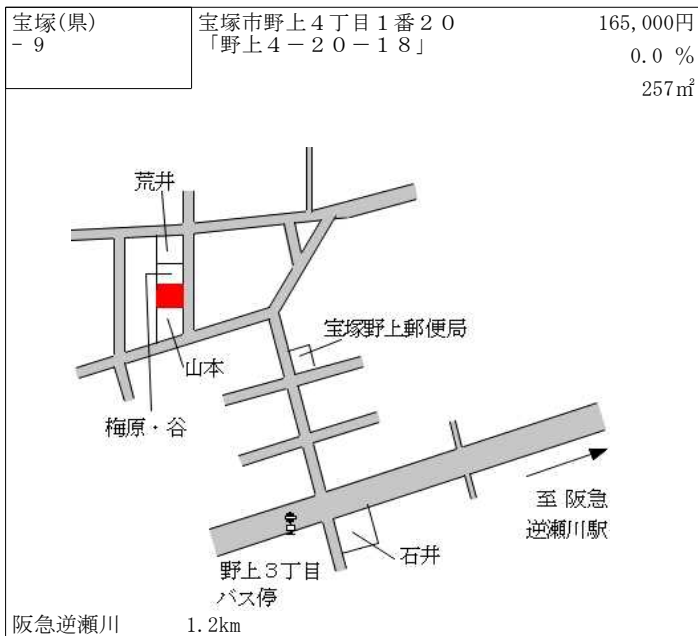 宝塚(県)
－９
宝塚市野上４丁目１番２０
「野上４－２０－１８」
165,000円
0.0 %
257㎡
荒井
宝塚野上郵便局
山本
梅原・谷
至 阪急
逆瀬川駅
石井
野上３丁目
バス停
阪急逆瀬川 1.2km